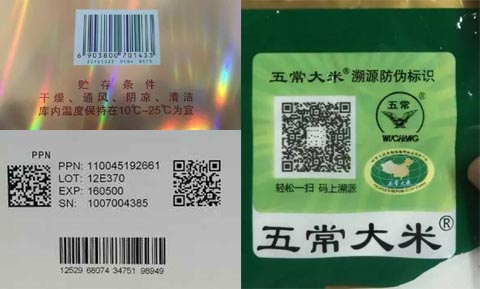 6 903800 701433
贮存条件
干燥、通风、阴凉、清洁
库内温度保持在10℃-25℃为宜
PPN
PPN: 110045192661
LOT: 12E370
EXP: 160500
SN: 1007004385
12529 66074 34751 98949
五常大米®溯源防伪标识
五常
WUCHANG
轻松一扫 码上溯源
五常大米®